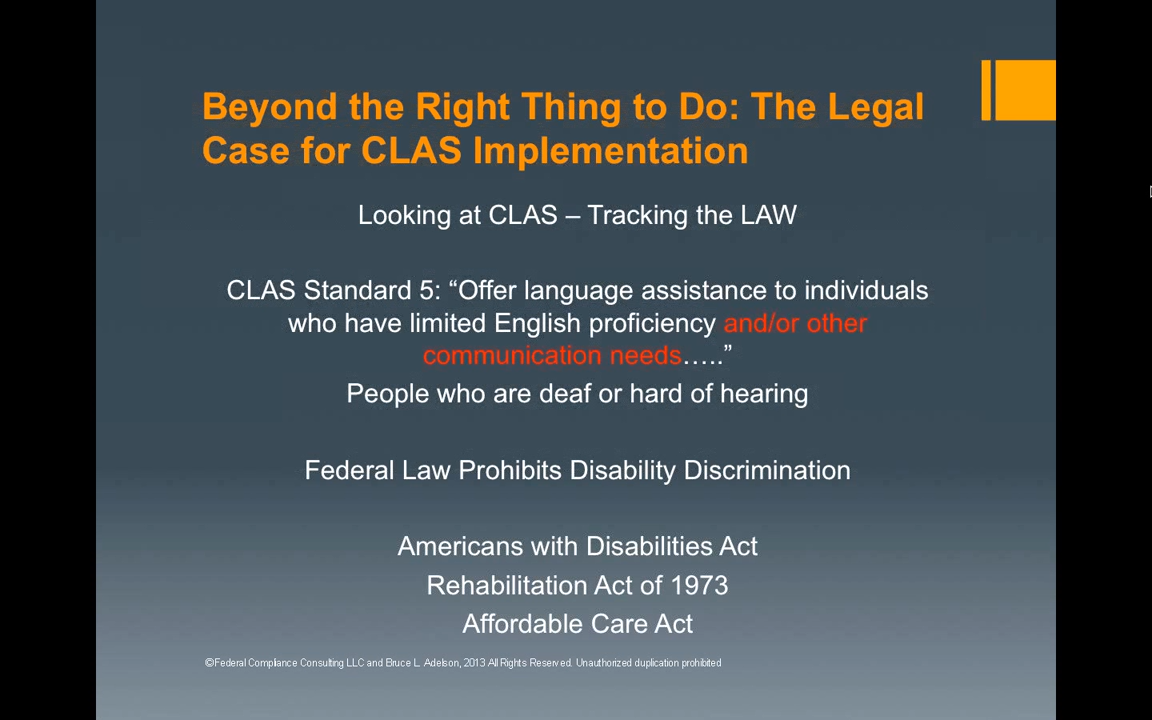 Beyond the Right Thing to Do: The Legal
Case for CLAS Implementation
Looking at CLAS – Tracking the LAW
CLAS Standard 5: “Offer language assistance to individuals
who have limited English proficiency and/or other
communication needs…..”
People who are deaf or hard of hearing
Federal Law Prohibits Disability Discrimination
Americans with Disabilities Act
Rehabilitation Act of 1973
Affordable Care Act
©Federal Compliance Consulting LLC and Bruce L. Adelson, 2013 All Rights Reserved. Unauthorized duplication prohibited